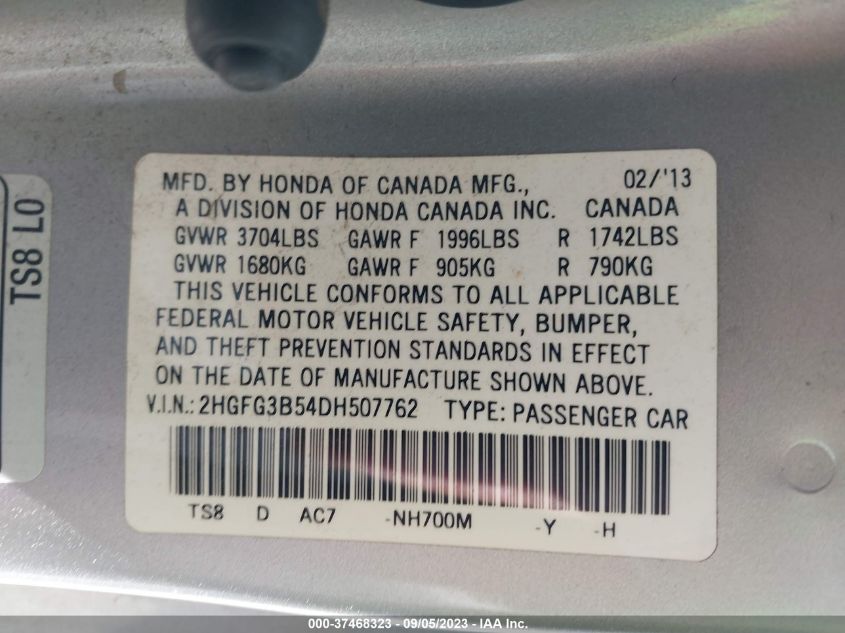 MFD. BY HONDA OF CANADA MFG., 02/'13
A DIVISION OF HONDA CANADA INC. CANADA
GVWR 3704LBS GAWR F 1996LBS R 1742LBS
GVWR 1680KG GAWR F 905KG R 790KG
THIS VEHICLE CONFORMS TO ALL APPLICABLE
FEDERAL MOTOR VEHICLE SAFETY, BUMPER,
AND THEFT PREVENTION STANDARDS IN EFFECT
ON THE DATE OF MANUFACTURE SHOWN ABOVE.
V.I.N.: 2HGFG3B54DH507762 TYPE: PASSENGER CAR
TS8 D AC7 -NH700M -Y -H
TS8 L0
000-37468323 - 09/05/2023 - IAA Inc.